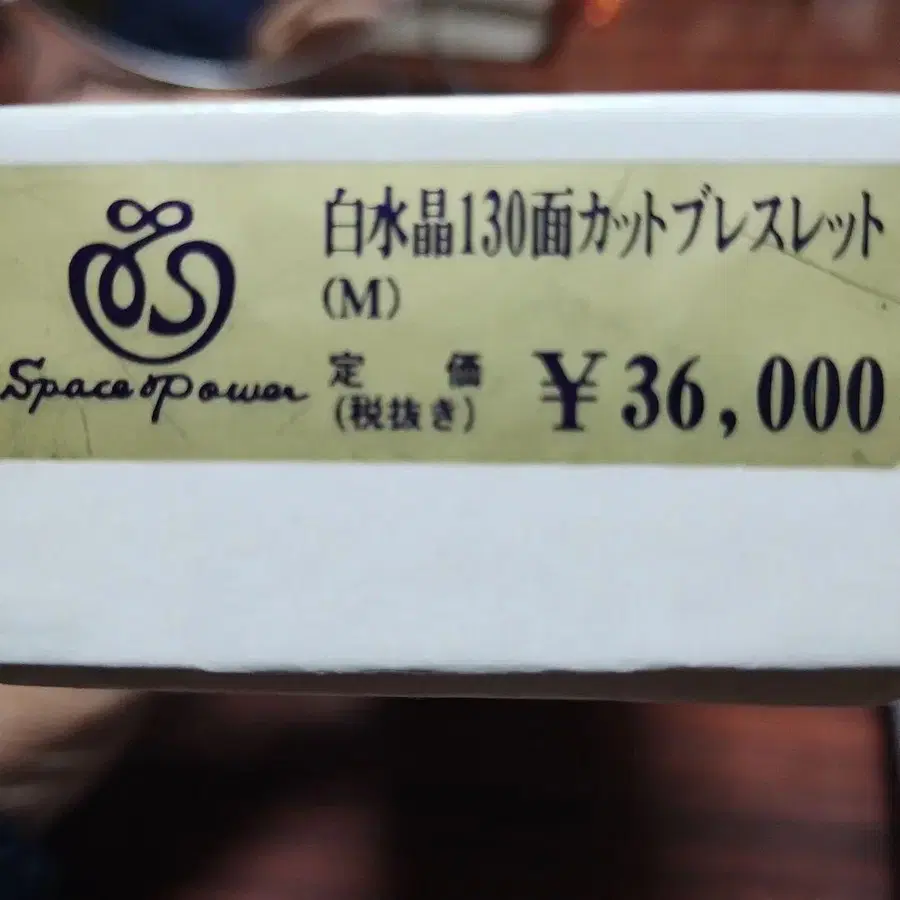 白水晶130面カットブレスレット
(M)
定価 ¥36,000
(税抜き)
Space Power